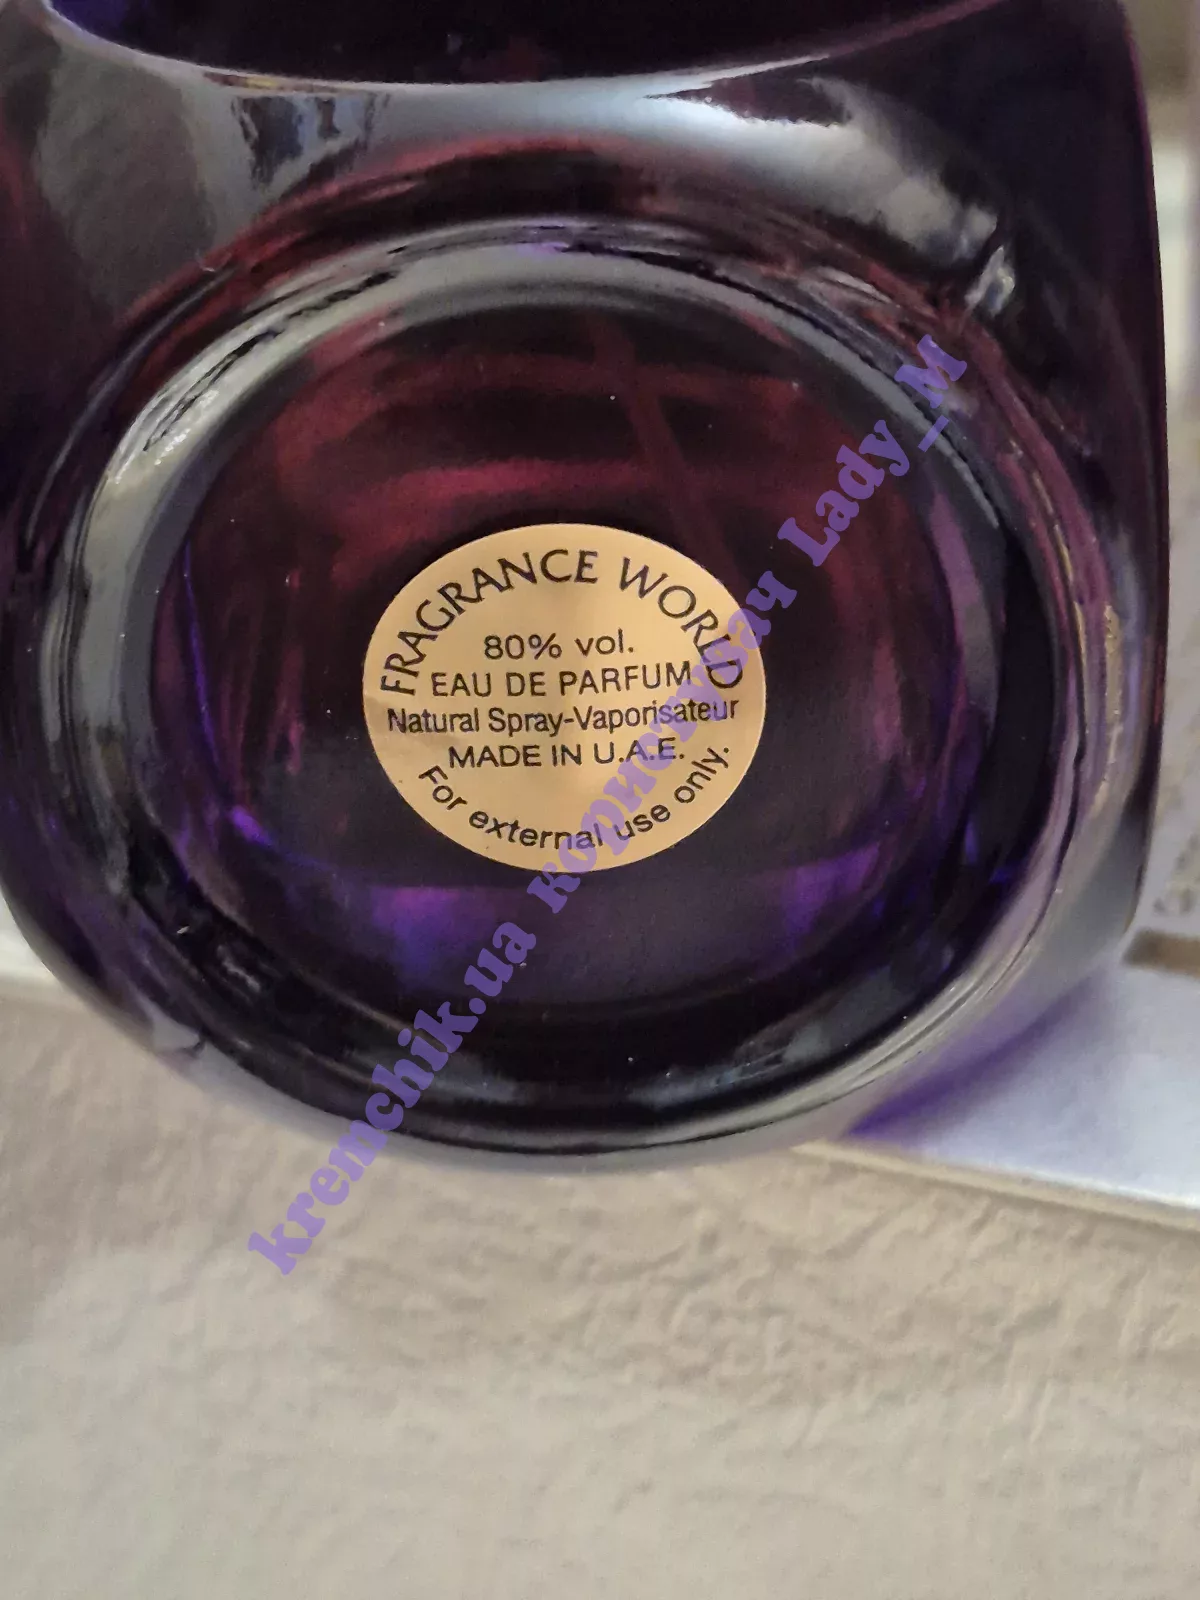 FRAGRANCE WORLD
80% vol.
EAU DE PARFUM
Natural Spray-Vaporisateur
MADE IN U.A.E.
For external use only.
kremchik.ua користувач Lady_M